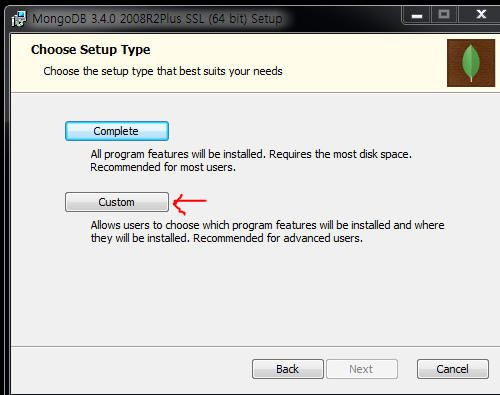 MongoDB 3.4.0 2008R2Plus SSL (64 bit) Setup
Choose Setup Type
Choose the setup type that best suits your needs
Complete
All program features will be installed. Requires the most disk space.
Recommended for most users.
Custom
Allows users to choose which program features will be installed and where
they will be installed. Recommended for advanced users.
Back
Next
Cancel